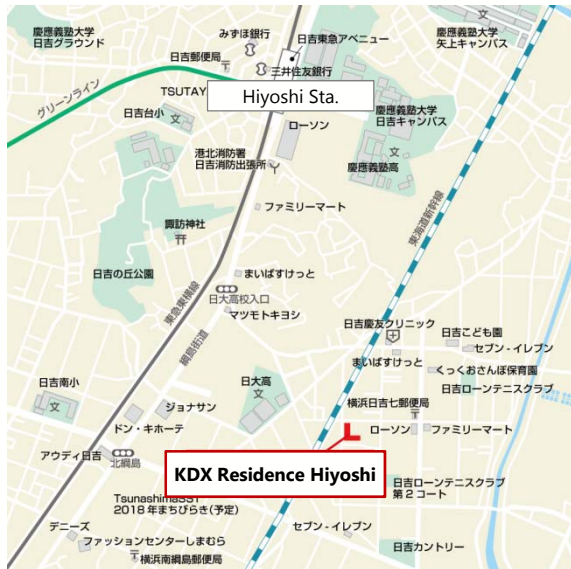 慶應義塾大学
日吉グラウンド
みずほ銀行
日吉東急アベニュー
慶應義塾大学
矢上キャンパス
日吉郵便局
三井住友銀行
グリーンライン
TSUTAY
Hiyoshi Sta.
日吉台小
文
ローソン
慶應義塾大学
日吉キャンパス
文
港北消防署
日吉消防出張所
慶應義塾高
文
ファミリーマート
諏訪神社
東海道新幹線
日吉の丘公園
まいばすけっと
東急東横線
日大高校入口
マツモトキヨシ
綱島街道
日吉慶友クリニック
日吉こども園
セブン-イレブン
まいばすけっと
くっくおさんぽ保育園
日吉南小
文
日大高
文
日吉ローンテニスクラブ
ジョナサン
横浜日吉七郵便局
ドン・キホーテ
ローソン
ファミリーマート
アウディ日吉
北綱島
KDX Residence Hiyoshi
日吉ローンテニスクラブ
第2コート
TsunashimaSST
2018年まちびらき(予定)
デニーズ
セブン-イレブン
ファッションセンターしまむら
日吉カントリー
横浜南綱島郵便局